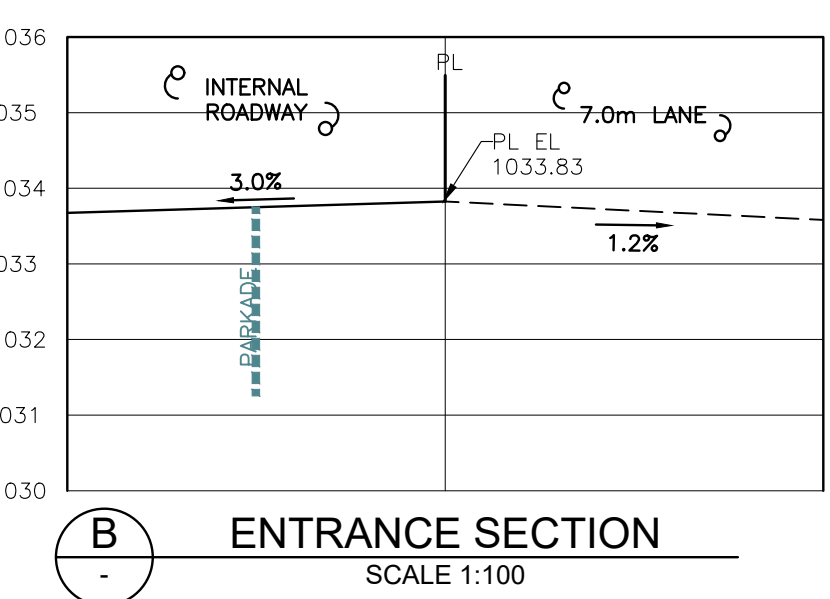 036
PL
INTERNAL
ROADWAY
035
7.0m LANE
PL EL
1033.83
034
3.0%
1.2%
033
PARKADE
032
031
030
B
-
ENTRANCE SECTION
SCALE 1:100